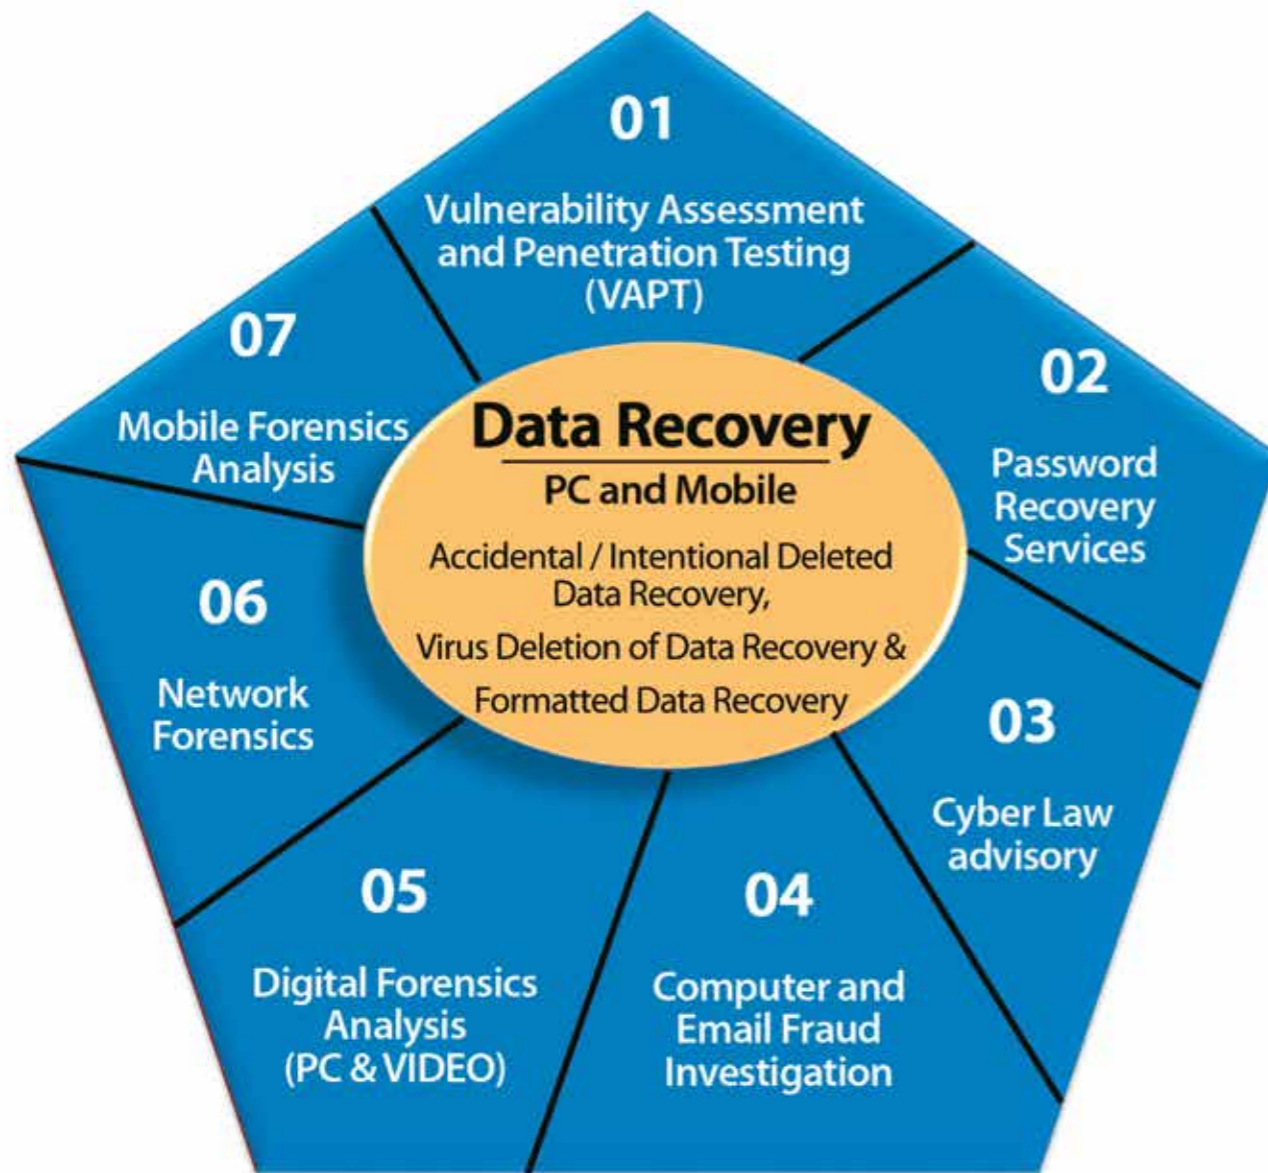 01
Vulnerability Assessment
and Penetration Testing
(VAPT)
02
Password
Recovery
Services
03
Cyber Law
advisory
04
Computer and
Email Fraud
Investigation
05
Digital Forensics
Analysis
(PC & VIDEO)
06
Network
Forensics
07
Mobile Forensics
Analysis
Data Recovery
PC and Mobile
Accidental / Intentional Deleted
Data Recovery,
Virus Deletion of Data Recovery &
Formatted Data Recovery